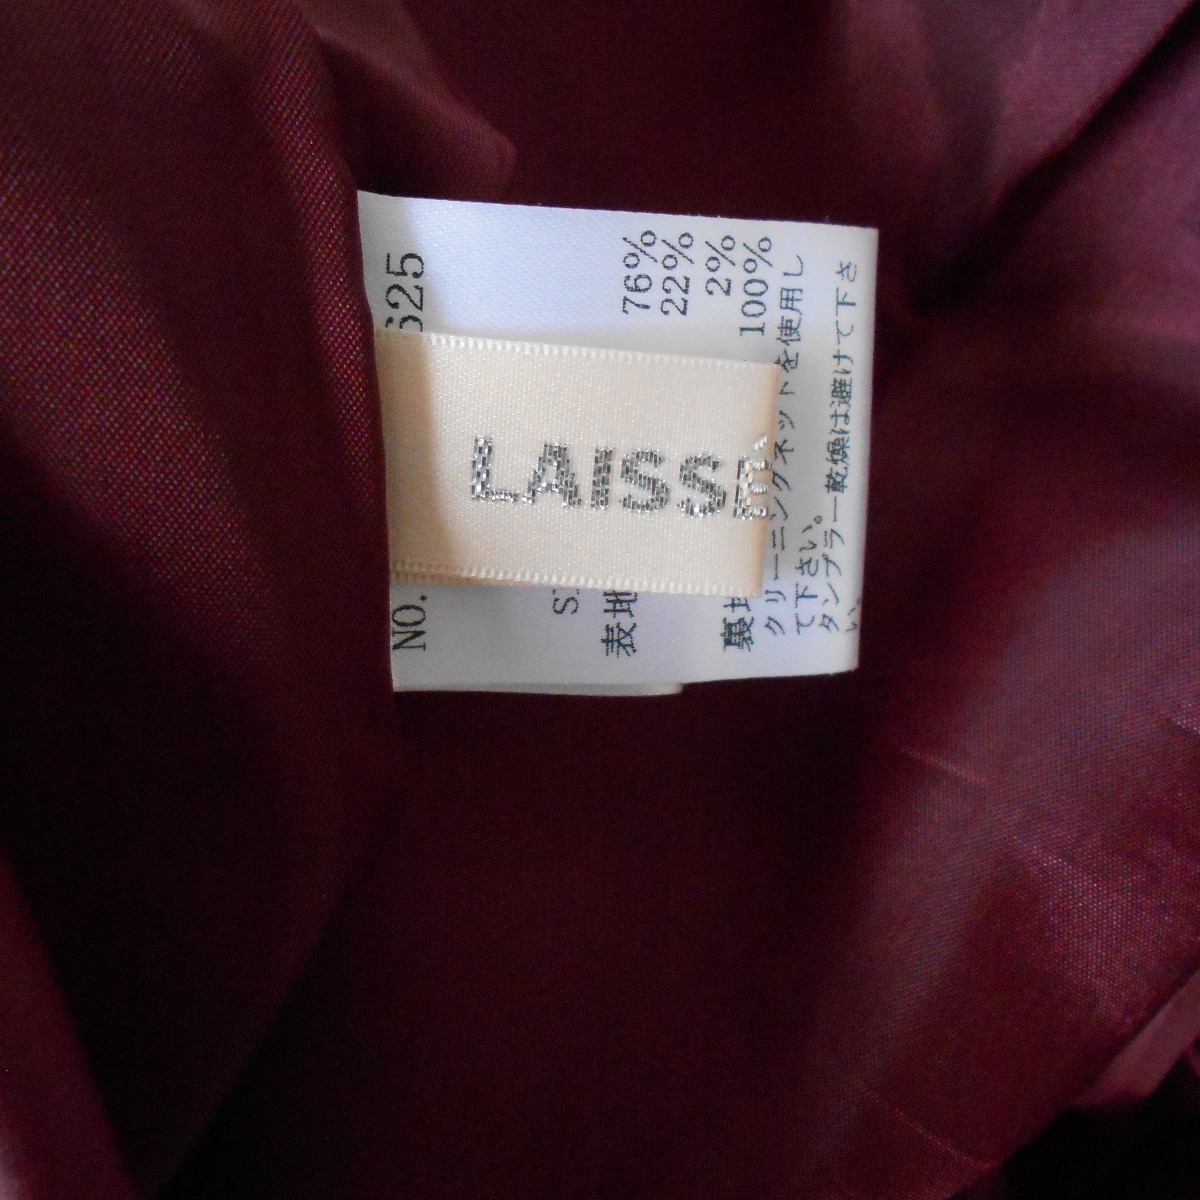 LAISSÉ
NO. 625
76%
表地 22%
2%
裏地 100%
クリーニングネットを使用し
て下さい。
タンブラー乾燥は避けて下さ
い。